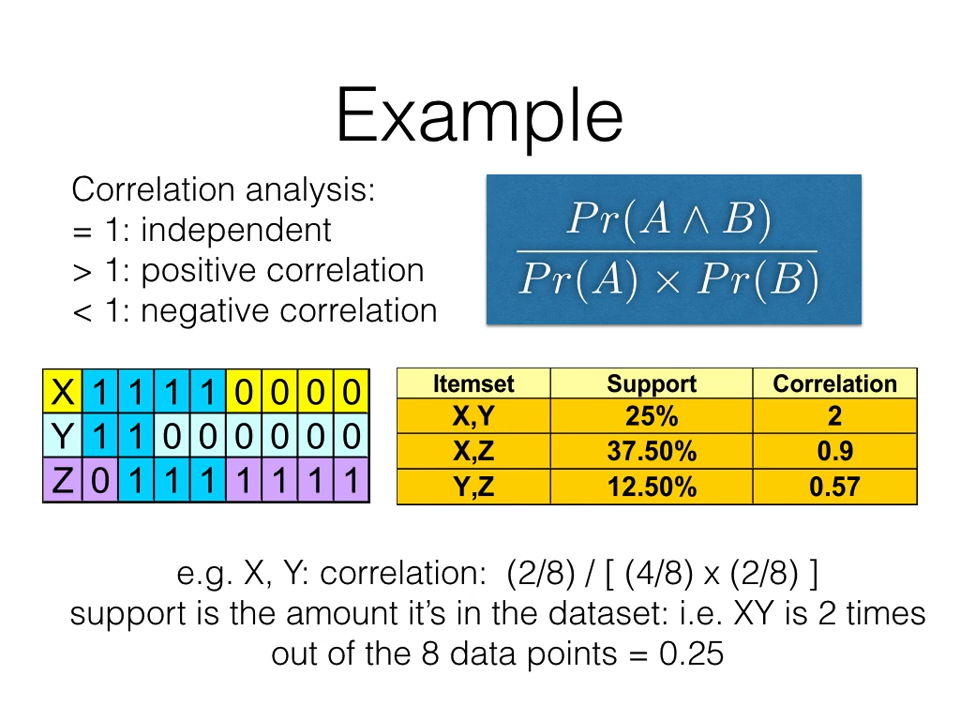 Example
Correlation analysis:
= 1: independent
> 1: positive correlation
< 1: negative correlation
Pr(A ∧ B)
Pr(A) × Pr(B)
X 1 1 1 1 0 0 0 0
Y 1 1 0 0 0 0 0 0
Z 0 1 1 1 1 1 1 1
Itemset Support Correlation
X,Y 25% 2
X,Z 37.50% 0.9
Y,Z 12.50% 0.57
e.g. X, Y: correlation: (2/8) / [ (4/8) x (2/8) ]
support is the amount it’s in the dataset: i.e. XY is 2 times
out of the 8 data points = 0.25